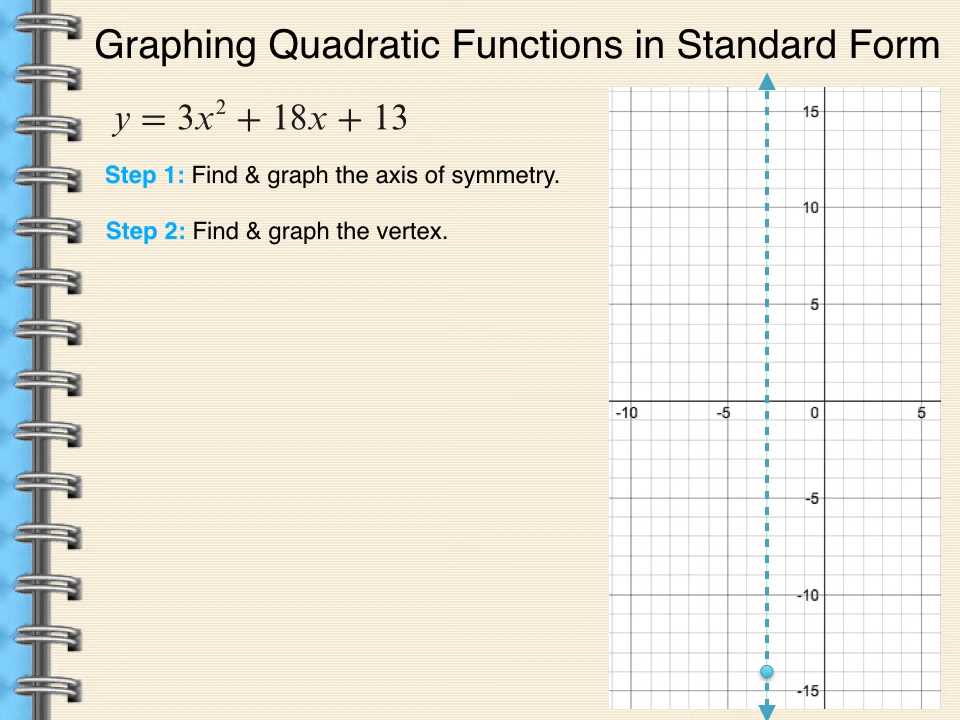 Graphing Quadratic Functions in Standard Form
y = 3x² + 18x + 13
Step 1: Find & graph the axis of symmetry.
Step 2: Find & graph the vertex.
15
10
5
-10 -5 0 5
-5
-10
-15